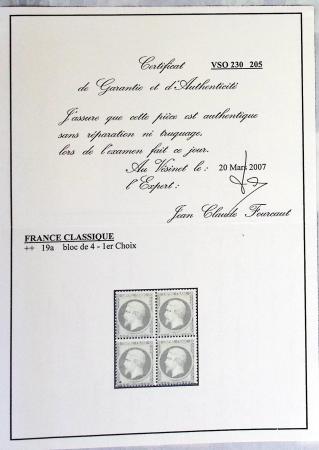 Certificat VSO 230 205
de Garantie et d'Authenticité
J'assure que cette pièce est authentique
sans réparation ni truquage,
lors de l'examen fait ce jour.
Au Vésinet le : 20 Mars 2007
l'Expert :
Jean Claude Fourcaut
FRANCE CLASSIQUE
++ 19a bloc de 4 - 1er Choix